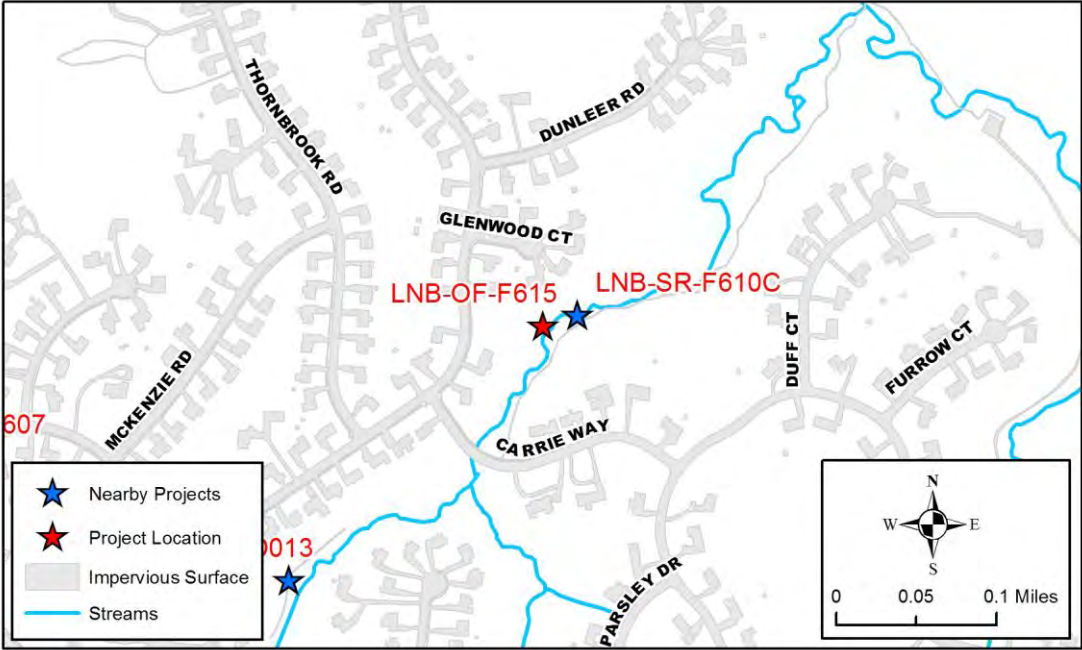 THORNBROOK RD
DUNLEER RD
GLENWOOD CT
LNB-OF-F615
LNB-SR-F610C
MCKENZIE RD
DUFF CT
FURROW CT
CARRIE WAY
607
PARSLEY DR
0013
Nearby Projects
Project Location
Impervious Surface
Streams
N
W
E
S
0 0.05 0.1 Miles